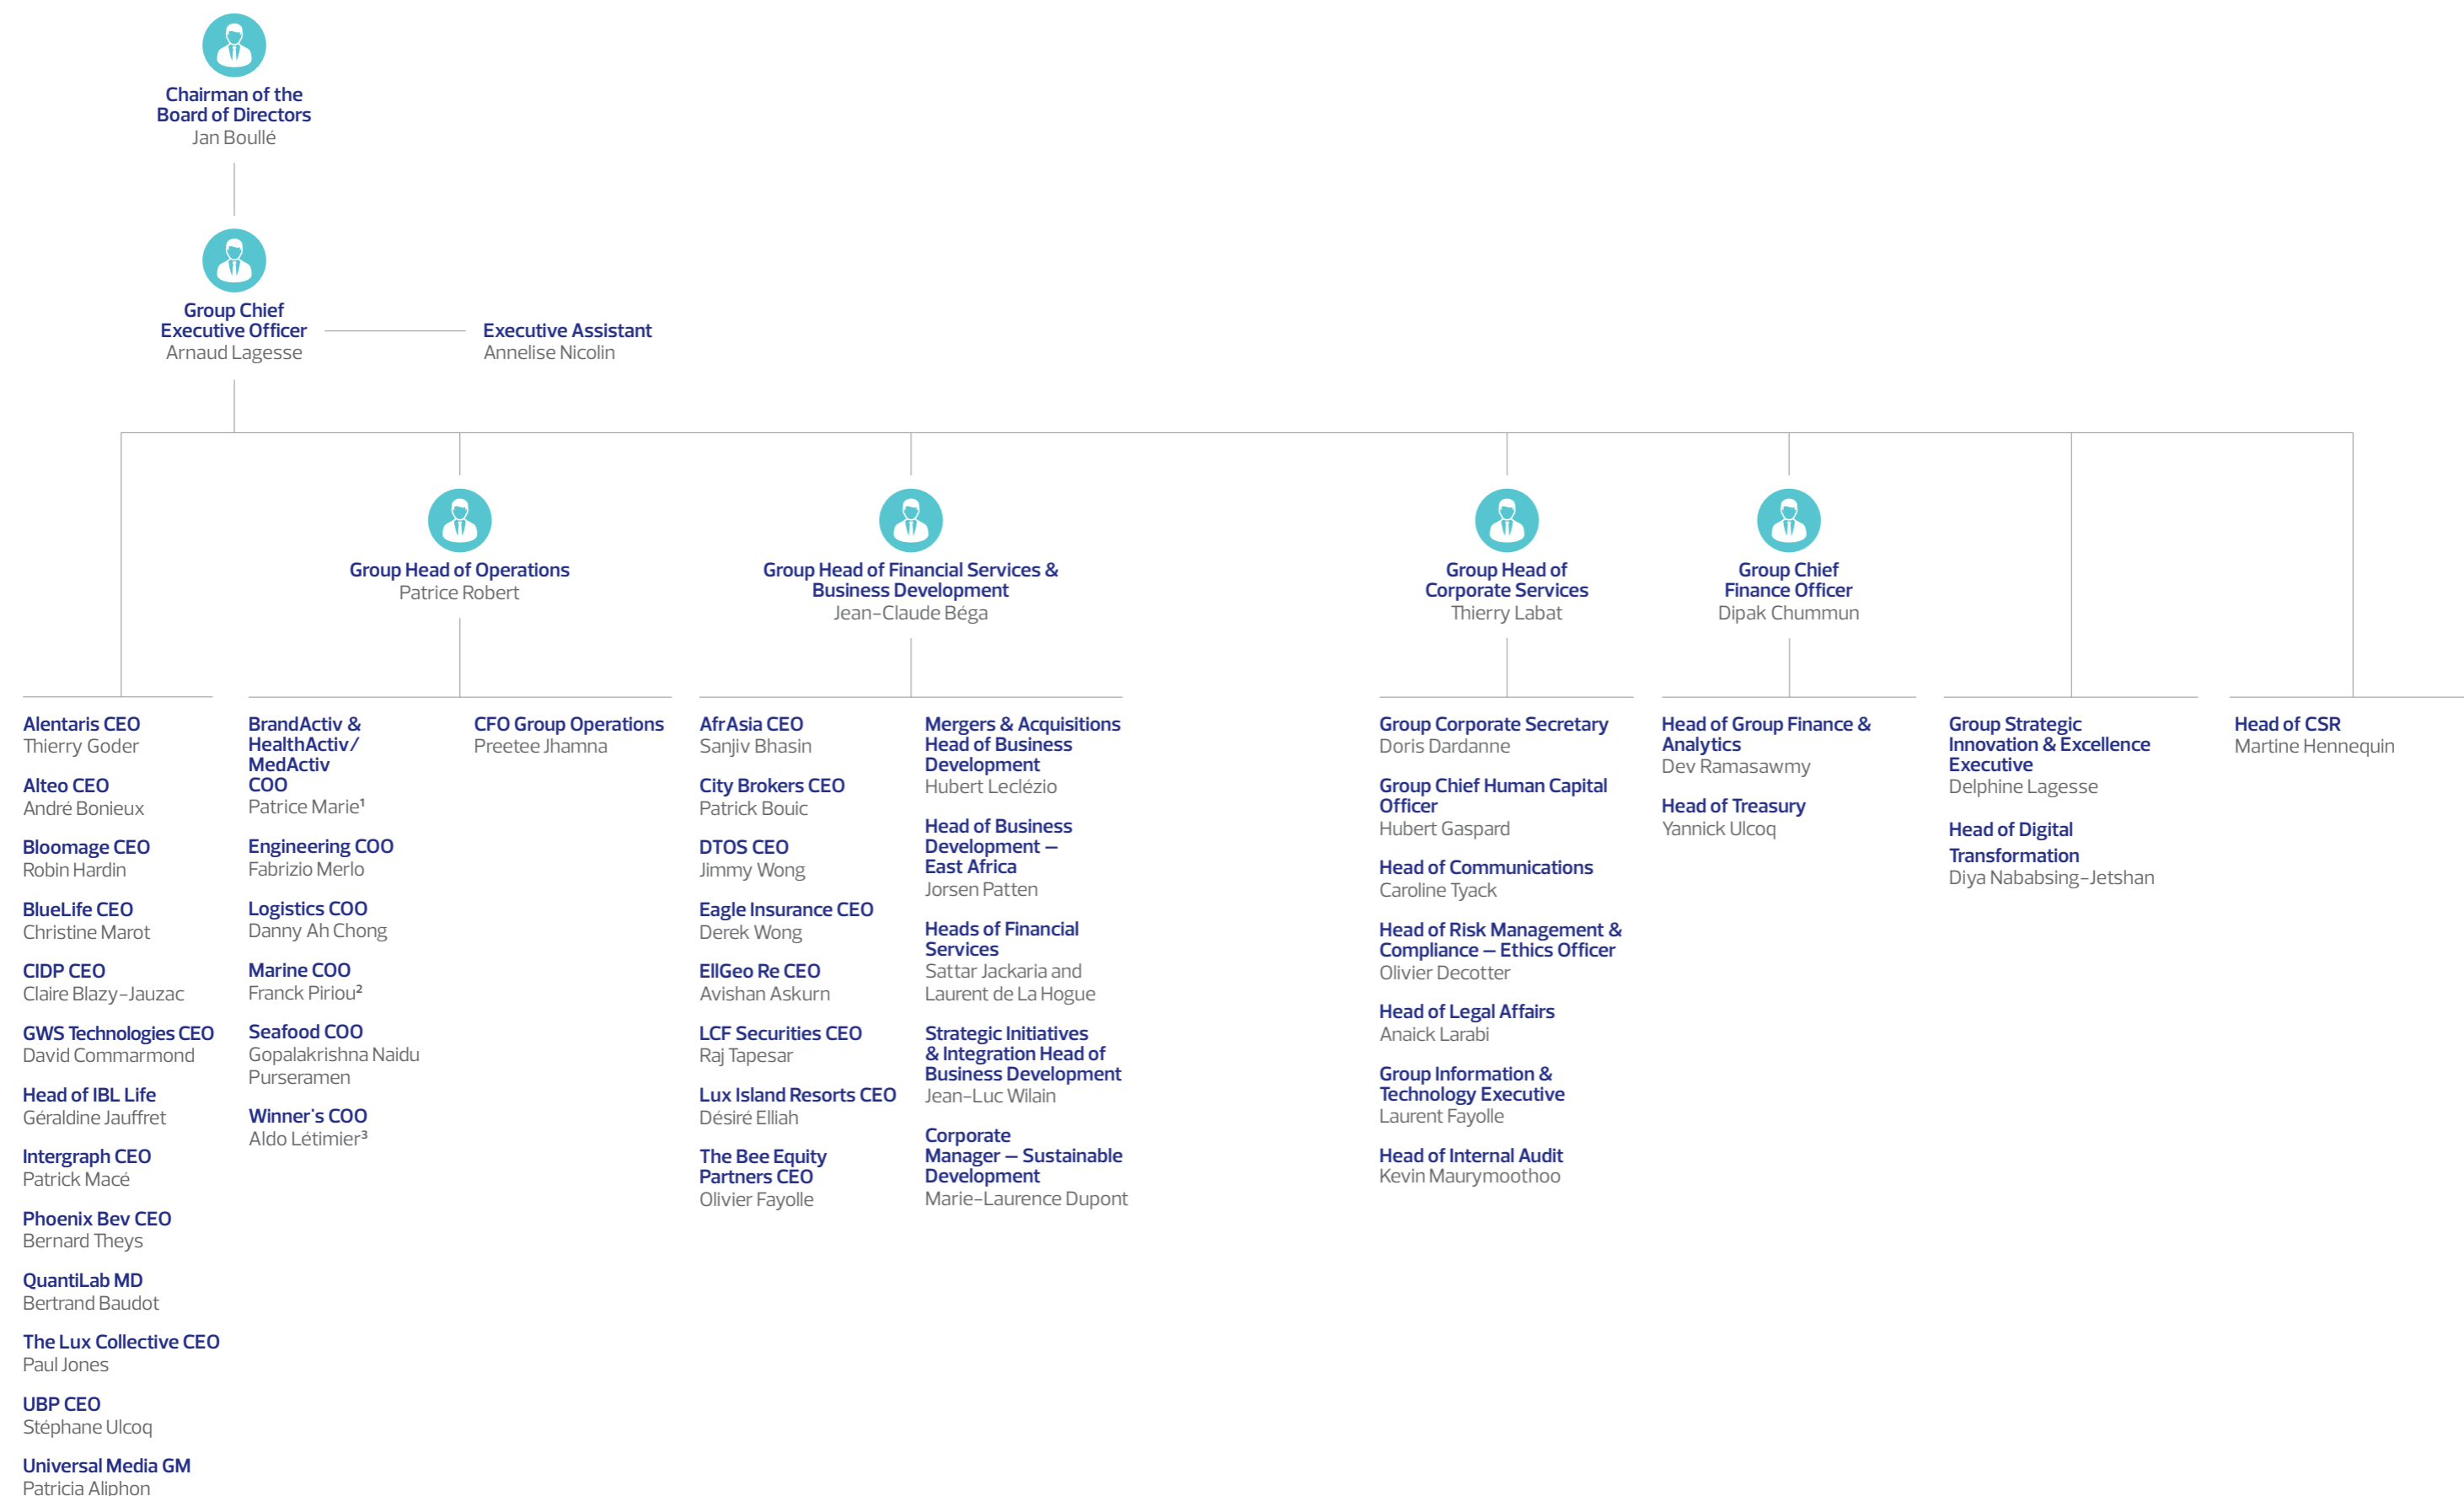 Chairman of the
Board of Directors
Jan Boullé
Group Chief
Executive Officer
Arnaud Lagesse
Executive Assistant
Annelise Nicolin
Group Head of Operations
Patrice Robert
Group Head of Financial Services &
Business Development
Jean-Claude Béga
Group Head of
Corporate Services
Thierry Labat
Group Chief
Finance Officer
Dipak Chummun
Alentaris CEO
Thierry Goder
Alteo CEO
André Bonieux
Bloomage CEO
Robin Hardin
BlueLife CEO
Christine Marot
CIDP CEO
Claire Blazy-Jauzac
GWS Technologies CEO
David Commarmond
Head of IBL Life
Géraldine Jauffret
Intergraph CEO
Patrick Macé
Phoenix Bev CEO
Bernard Theys
QuantiLab MD
Bertrand Baudot
The Lux Collective CEO
Paul Jones
UBP CEO
Stéphane Ulcoq
Universal Media GM
Patricia Aliphon
BrandActiv &
HealthActiv/
MedActiv
COO
Patrice Marie¹
Engineering COO
Fabrizio Merlo
Logistics COO
Danny Ah Chong
Marine COO
Franck Piriou²
Seafood COO
Gopalakrishna Naidu
Purseramen
Winner's COO
Aldo Létimier³
CFO Group Operations
Preetee Jhamna
AfrAsia CEO
Sanjiv Bhasin
City Brokers CEO
Patrick Bouic
DTOS CEO
Jimmy Wong
Eagle Insurance CEO
Derek Wong
EllGeo Re CEO
Avishan Askurn
LCF Securities CEO
Raj Tapesar
Lux Island Resorts CEO
Désiré Elliah
The Bee Equity
Partners CEO
Olivier Fayolle
Mergers & Acquisitions
Head of Business
Development
Hubert Leclézio
Head of Business
Development –
East Africa
Jorsen Patten
Heads of Financial
Services
Sattar Jackaria and
Laurent de La Hogue
Strategic Initiatives
& Integration Head of
Business Development
Jean-Luc Wilain
Corporate
Manager – Sustainable
Development
Marie-Laurence Dupont
Group Corporate Secretary
Doris Dardanne
Group Chief Human Capital
Officer
Hubert Gaspard
Head of Communications
Caroline Tyack
Head of Risk Management &
Compliance – Ethics Officer
Olivier Decotter
Head of Legal Affairs
Anaick Larabi
Group Information &
Technology Executive
Laurent Fayolle
Head of Internal Audit
Kevin Maurymoothoo
Head of Group Finance &
Analytics
Dev Ramasawmy
Head of Treasury
Yannick Ulcoq
Group Strategic
Innovation & Excellence
Executive
Delphine Lagesse
Head of Digital
Transformation
Diya Nababsing-Jetshan
Head of CSR
Martine Hennequin